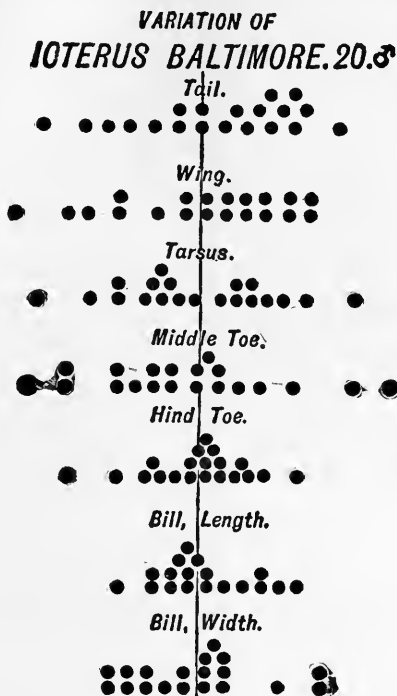 VARIATION OF
IOTERUS BALTIMORE. 20.♂
Tail.
Wing.
Tarsus.
Middle Toe.
Hind Toe.
Bill, Length.
Bill, Width.